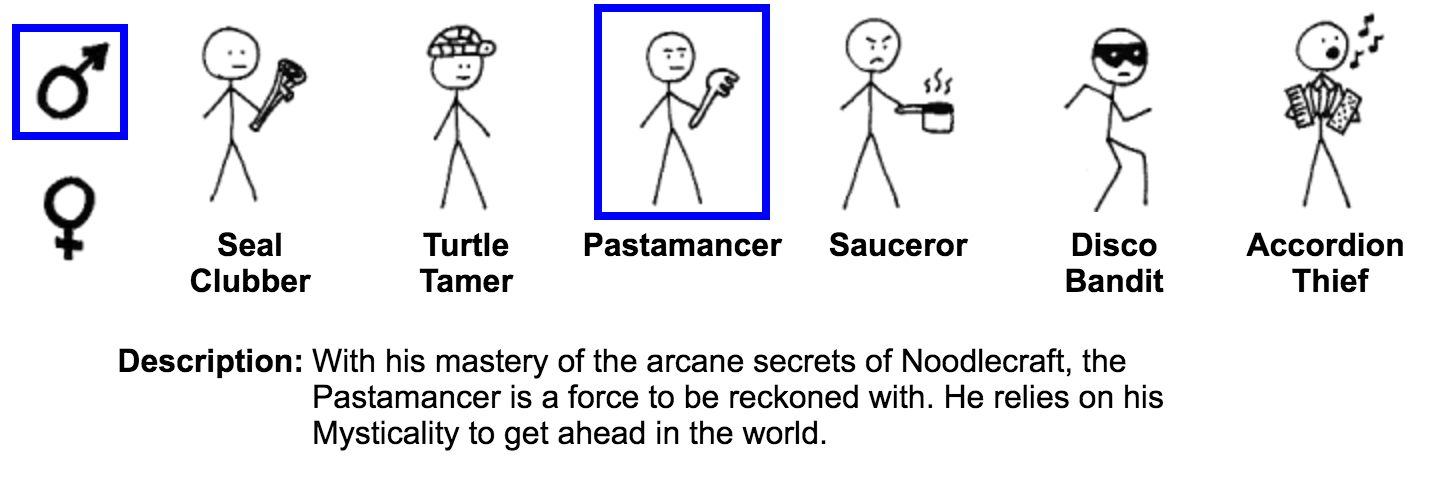 Seal Clubber
Turtle Tamer
Pastamancer
Sauceror
Disco Bandit
Accordion Thief
Description: With his mastery of the arcane secrets of Noodlecraft, the
Pastamancer is a force to be reckoned with. He relies on his
Mysticality to get ahead in the world.